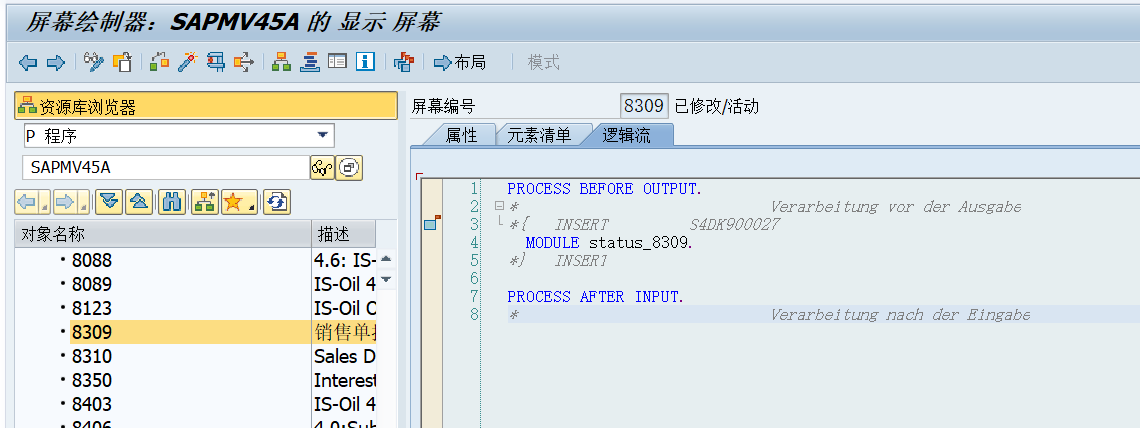 屏幕绘制器：SAPMV45A 的 显示 屏幕
布局 模式
资源库浏览器
P 程序
SAPMV45A
对象名称 描述
8088 4.6: IS-
8089 IS-Oil 4
8123 IS-Oil O
8309 销售单
8310 Sales D
8350 Interest
8403 IS-Oil 4
8406 4.0:Sub
屏幕编号 8309 已修改/活动
属性 元素清单 逻辑流
1 PROCESS BEFORE OUTPUT.
2 * Verarbeitung vor der Ausgabe
3 *{ INSERT S4DK900027
4 MODULE status_8309.
5 *} INSERT
6
7 PROCESS AFTER INPUT.
8 * Verarbeitung nach der Eingabe